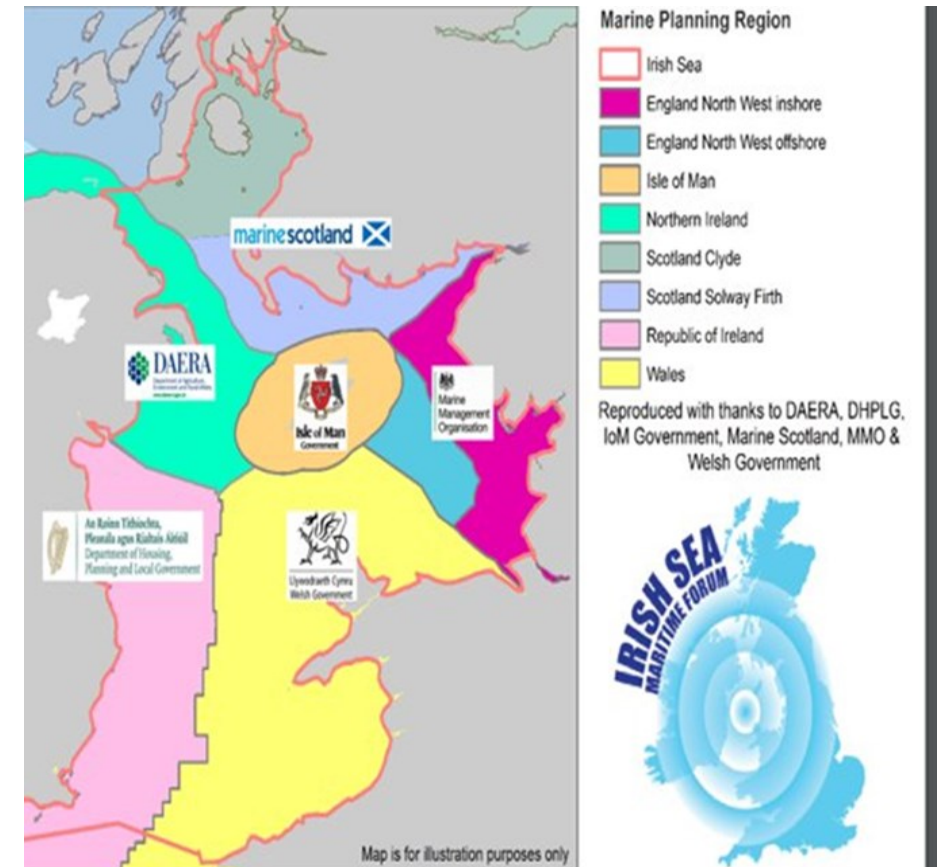 Marine Planning Region
Irish Sea
England North West inshore
England North West offshore
Isle of Man
Northern Ireland
Scotland Clyde
Scotland Solway Firth
Republic of Ireland
Wales
Reproduced with thanks to DAERA, DHPLG,
IoM Government, Marine Scotland, MMO &
Welsh Government
IRISH SEA
MARITIME FORUM
marinescotland
DAERA
Isle of Man
Government
Marine
Management
Organisation
An Roinn Tithíochta,
Pleanála agus Rialtais Áitiúil
Department of Housing,
Planning and Local Government
Llywodraeth Cymru
Welsh Government
Map is for illustration purposes only